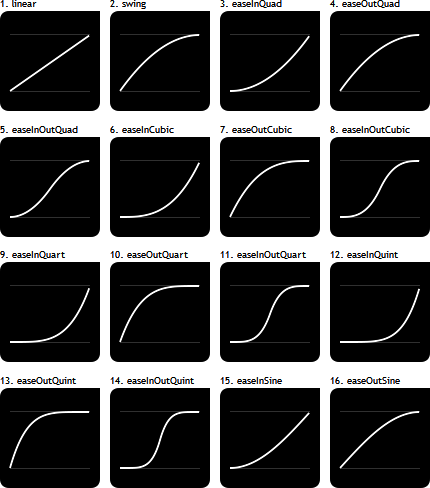 1. linear
2. swing
3. easeInQuad
4. easeOutQuad
5. easeInOutQuad
6. easeInCubic
7. easeOutCubic
8. easeInOutCubic
9. easeInQuart
10. easeOutQuart
11. easeInOutQuart
12. easeInQuint
13. easeOutQuint
14. easeInOutQuint
15. easeInSine
16. easeOutSine